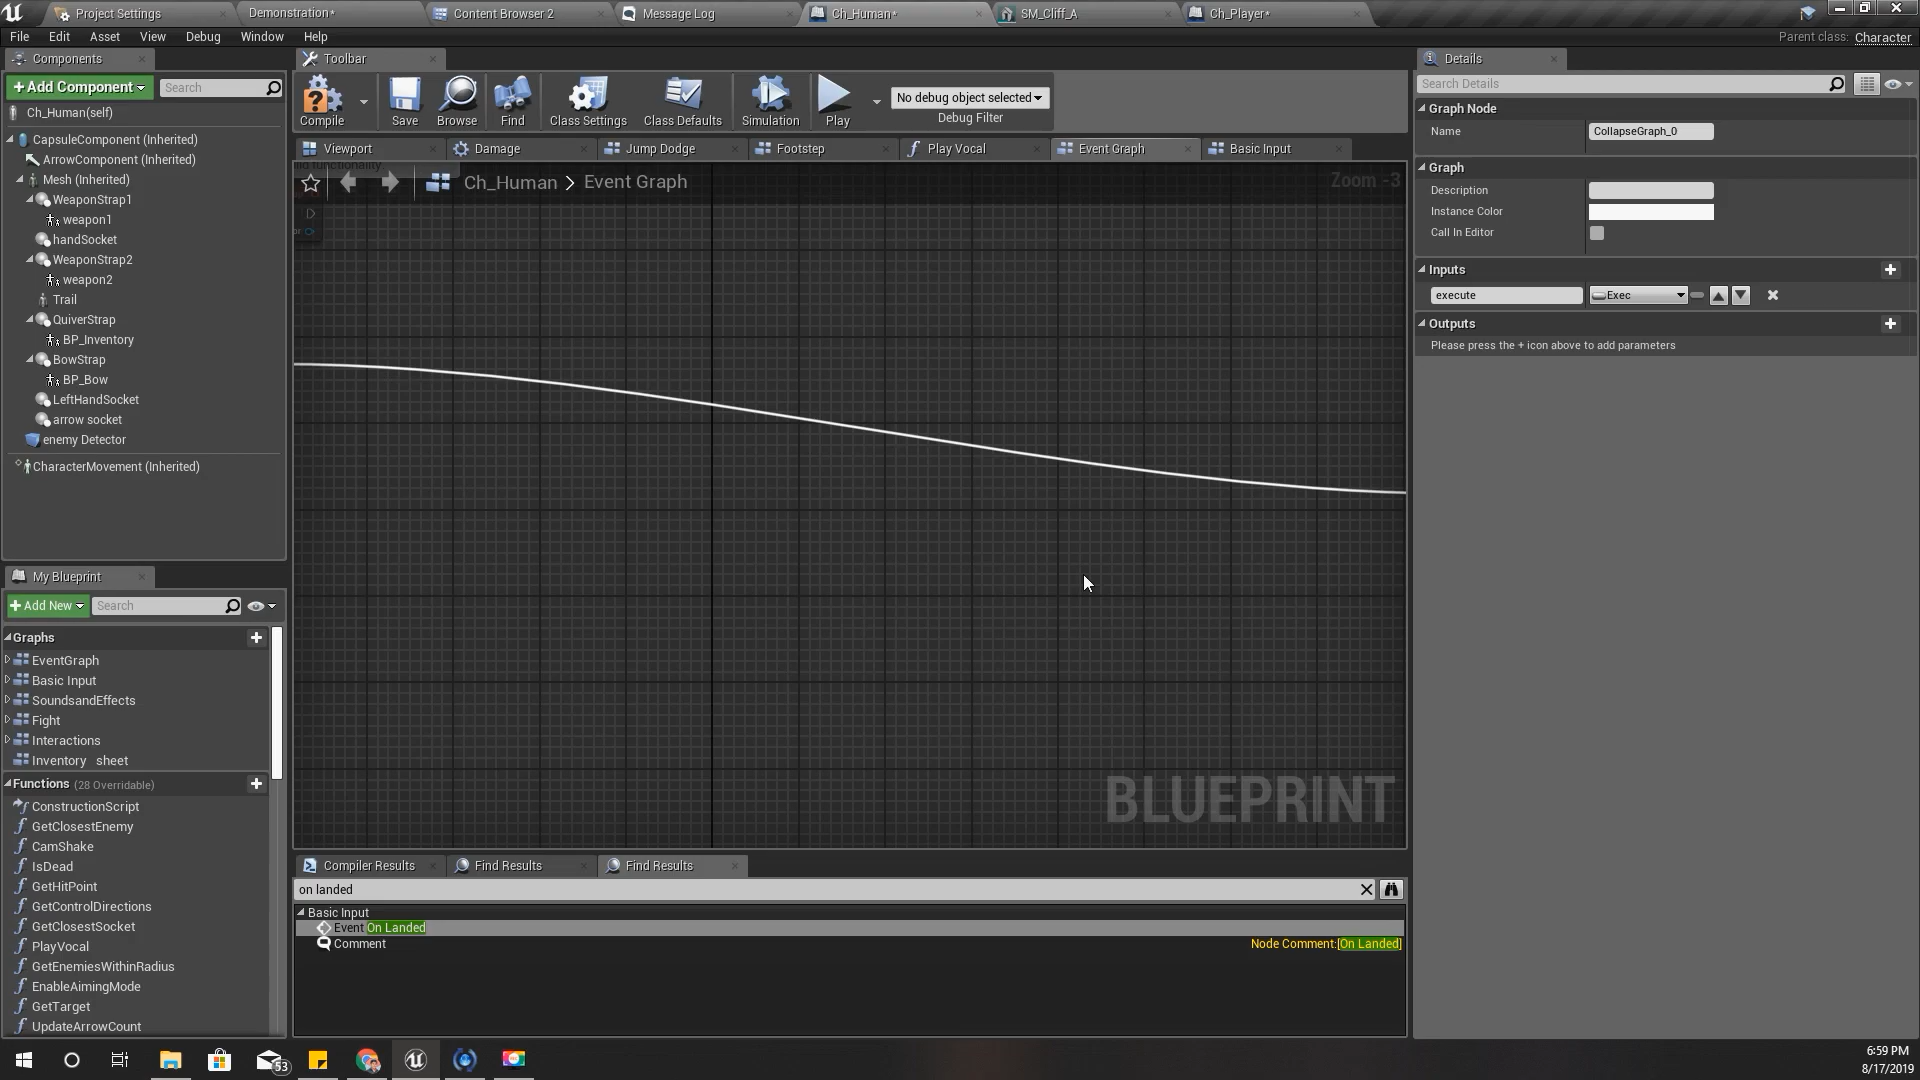 Project Settings
Demonstration*
Content Browser 2
Message Log
Ch_Human*
SM_Cliff_A
Ch_Player*
File Edit Asset View Debug Window Help
Parent class: Character
Components
Toolbar
Details
Add Component
Search
Ch_Human(self)
CapsuleComponent (Inherited)
ArrowComponent (Inherited)
Mesh (Inherited)
WeaponStrap1
weapon1
handSocket
WeaponStrap2
weapon2
Trail
QuiverStrap
BP_Inventory
BowStrap
BP_Bow
LeftHandSocket
arrow socket
enemy Detector
CharacterMovement (Inherited)
Compile
Save
Browse
Find
Class Settings
Class Defaults
Simulation
Play
No debug object selected
Debug Filter
Viewport
Damage
Jump Dodge
Footstep
Play Vocal
Event Graph
Basic Input
functionality
Ch_Human > Event Graph
Zoom -3
BLUEPRINT
My Blueprint
Add New
Search
Graphs
EventGraph
Basic Input
SoundsandEffects
Fight
Interactions
Inventory sheet
Functions (28 Overridable)
ConstructionScript
GetClosestEnemy
CamShake
IsDead
GetHitPoint
GetControlDirections
GetClosestSocket
PlayVocal
GetEnemiesWithinRadius
EnableAimingMode
GetTarget
UpdateArrowCount
Compiler Results
Find Results
Find Results
on landed
Basic Input
Event On Landed
Comment
Node Comment:[On Landed]
Search Details
Graph Node
Name
CollapseGraph_0
Graph
Description
Instance Color
Call In Editor
Inputs
execute
Exec
Outputs
Please press the + icon above to add parameters
53
6:59 PM
8/17/2019